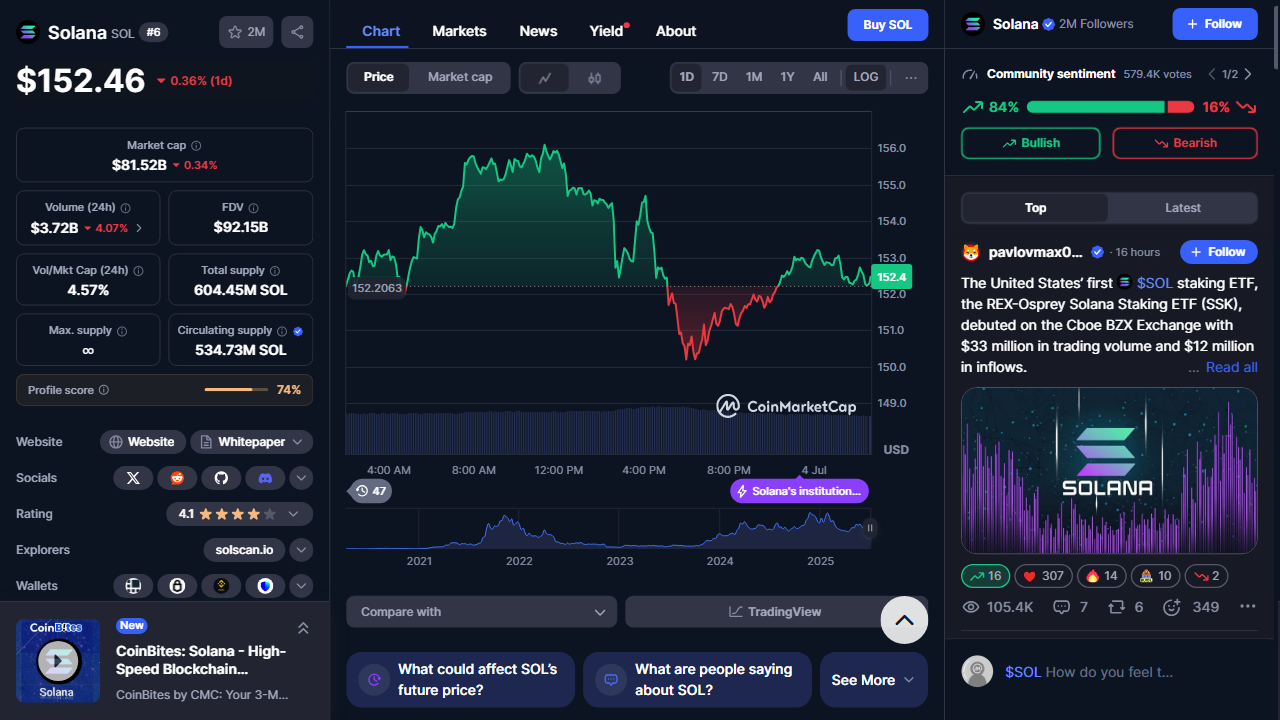 Solana SOL #6
2M
$152.46 0.36% (1d)
Market cap
$81.52B 0.34%
Volume (24h)
$3.72B 4.07%
FDV
$92.15B
Vol/Mkt Cap (24h)
4.57%
Total supply
604.45M SOL
Max. supply
∞
Circulating supply
534.73M SOL
Profile score
74%
Website
Website
Whitepaper
Socials
Rating
4.1
Explorers
solscan.io
Wallets
CoinBites
Solana
New
CoinBites: Solana - High-
Speed Blockchain...
CoinBites by CMC: Your 3-M...
Chart
Markets
News
Yield
About
Buy SOL
Price
Market cap
1D
7D
1M
1Y
All
LOG
...
156.0
155.0
154.0
153.0
152.4
152.0
151.0
150.0
149.0
USD
152.2063
CoinMarketCap
4:00 AM
8:00 AM
12:00 PM
4:00 PM
8:00 PM
4 Jul
47
Solana's institution...
2021
2022
2023
2024
2025
Compare with
TradingView
What could affect SOL's
future price?
What are people saying
about SOL?
See More
Solana 2M Followers
+ Follow
Community sentiment 579.4K votes
1/2
84%
16%
Bullish
Bearish
Top
Latest
pavlovmax0... · 16 hours
+ Follow
The United States' first $SOL staking ETF,
the REX-Osprey Solana Staking ETF (SSK),
debuted on the Cboe BZX Exchange with
$33 million in trading volume and $12 million
in inflows.
... Read all
SOLANA
16
307
14
10
2
105.4K
7
6
349
...
$SOL How do you feel t...